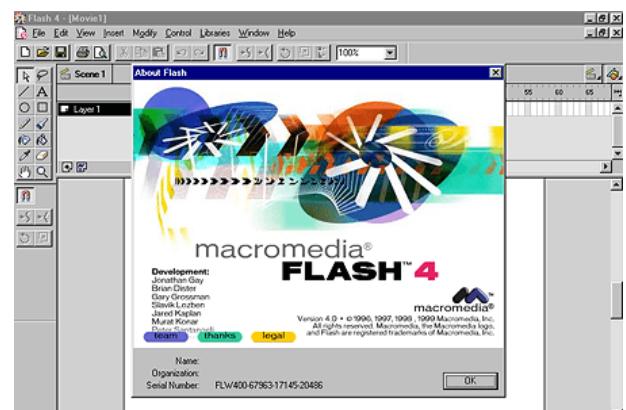 Flash 4 - [Movie1]
File Edit View Insert Modify Control Libraries Window Help
100%
Scene 1
About Flash
55 60 65
Layer 1
macromedia®
FLASH™ 4
Development:
Jonathan Gay
Brian Dister
Gary Grossman
Slavik Lozben
Jared Kaplan
Murat Konar
Peter Santangeli
team thanks legal
macromedia®
Version 4.0 • ©1996, 1997, 1998 , 1999 Macromedia, Inc.
All rights reserved. Macromedia, the Macromedia logo,
and Flash are registered trademarks of Macromedia, Inc.
Name:
Organization:
Serial Number: FLW400-67963-17145-20486
OK